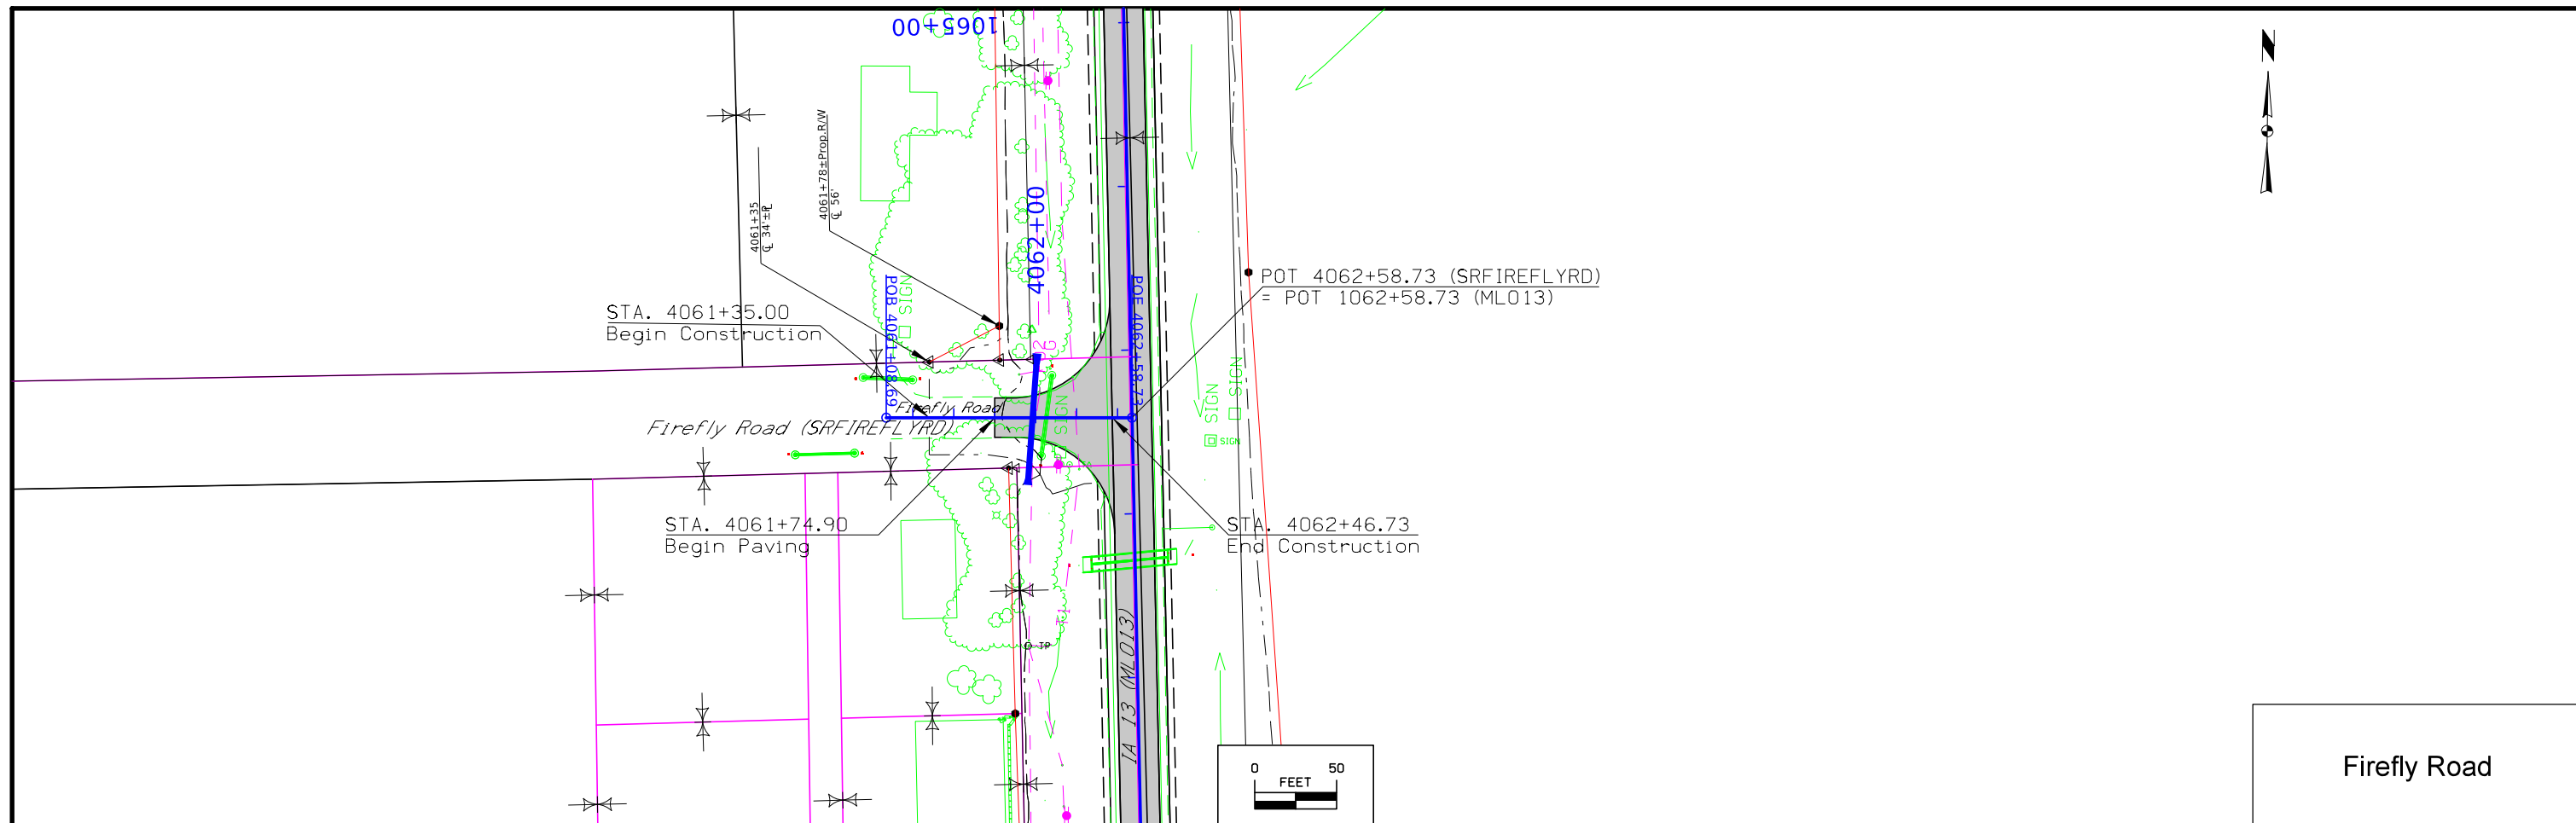 1065+00
N
4061+78±Prop.R/W
℄ 56'
4061+35
℄ 34'±℄
4062+00
SIGN
POB 4061+08.69
POE 4062+58.73
POT 4062+58.73 (SRFIREFLYRD)
= POT 1062+58.73 (ML013)
STA. 4061+35.00
Begin Construction
Firefly Road
Firefly Road (SRFIREFLYRD)
SIGN
SIGN
SIGN
SIGN
STA. 4061+74.90
Begin Paving
STA. 4062+46.73
End Construction
TP
IA 13 (ML013)
0 50
FEET
Firefly Road